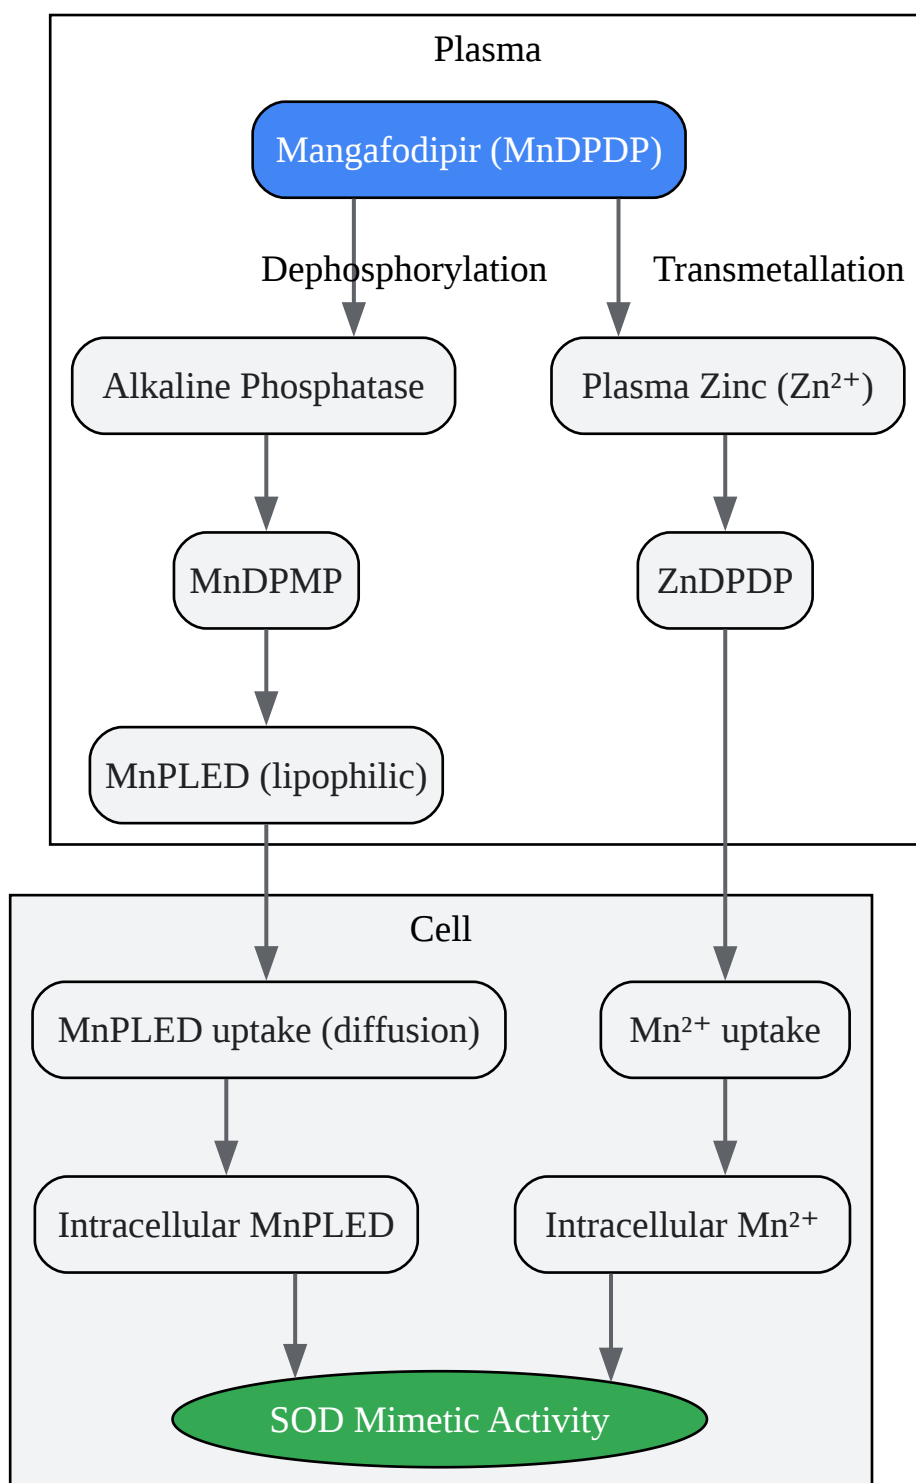 Plasma
Mangafodipir (MnDPDP)
Dephosphorylation
Transmetallation
Alkaline Phosphatase
Plasma Zinc (Zn²⁺)
MnDPMP
ZnDPDP
MnPLED (lipophilic)
Cell
MnPLED uptake (diffusion)
Mn²⁺ uptake
Intracellular MnPLED
Intracellular Mn²⁺
SOD Mimetic Activity